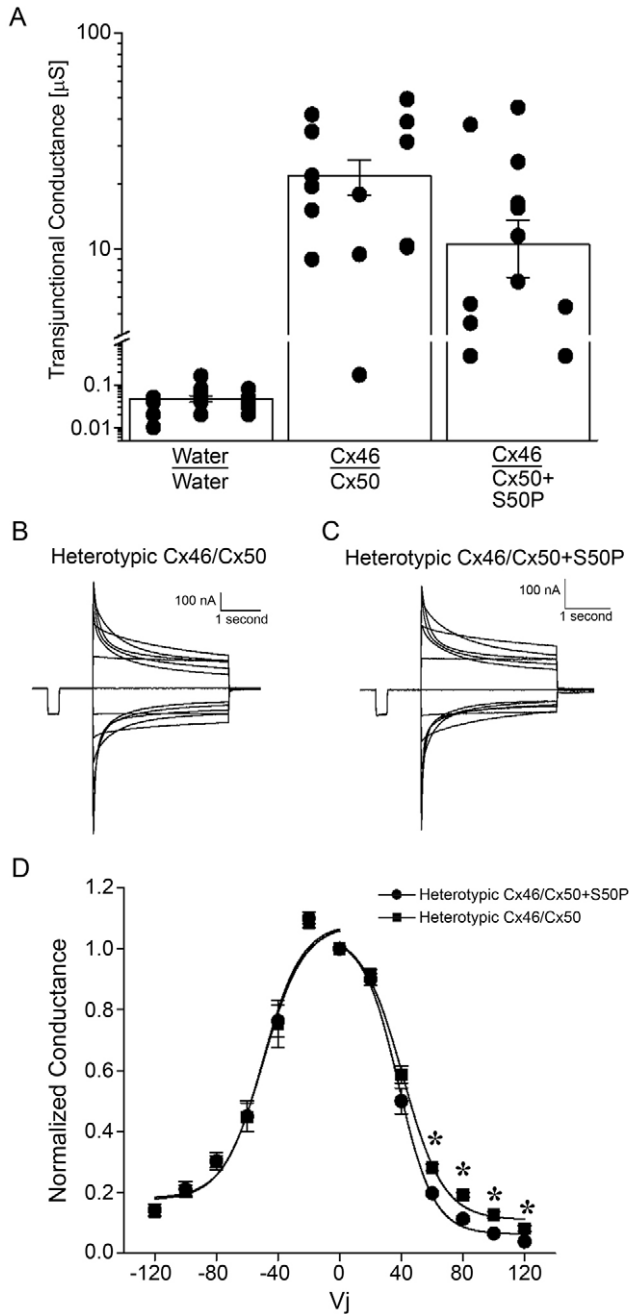 A
Transjunctional Conductance [µS]
100
10
0.1
0.01
Water
Water
Cx46
Cx50
Cx46
Cx50+
S50P
B
Heterotypic Cx46/Cx50
100 nA
1 second
C
Heterotypic Cx46/Cx50+S50P
100 nA
1 second
D
Normalized Conductance
1.2
1.0
0.8
0.6
0.4
0.2
0.0
Heterotypic Cx46/Cx50+S50P
Heterotypic Cx46/Cx50
* * * *
-120 -80 -40 0 40 80 120
Vj